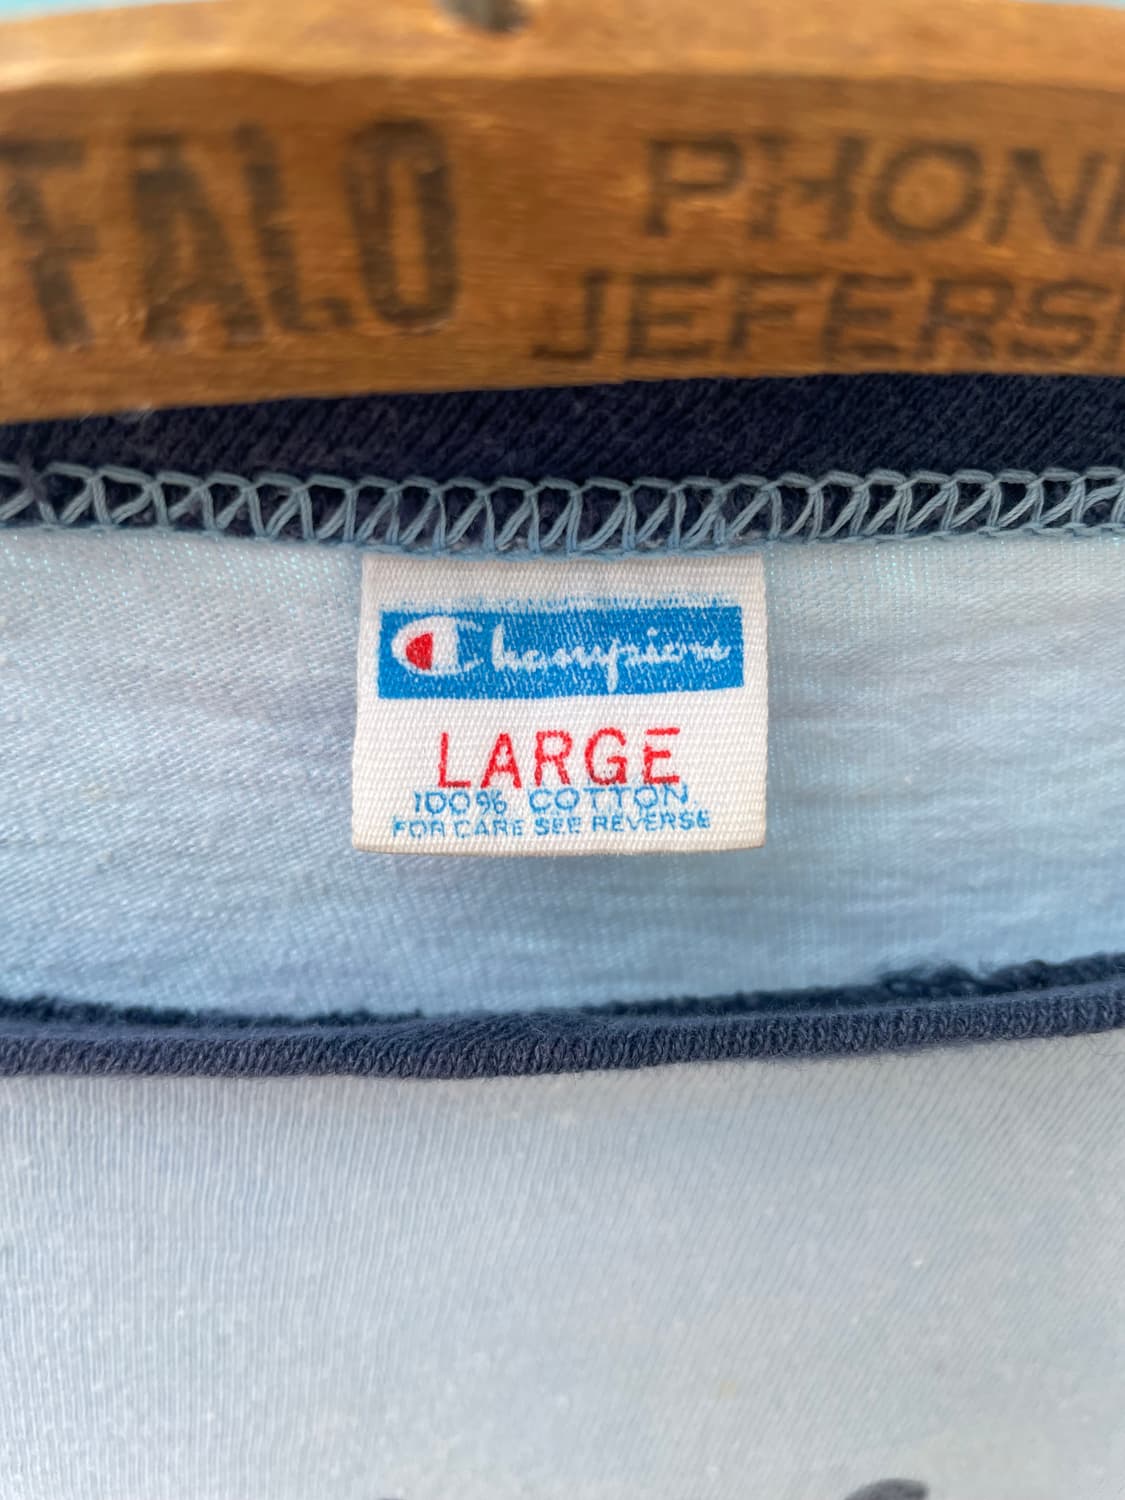 FALO
PHON
JEFERS
Champion
LARGE
100% COTTON
FOR CARE SEE REVERSE